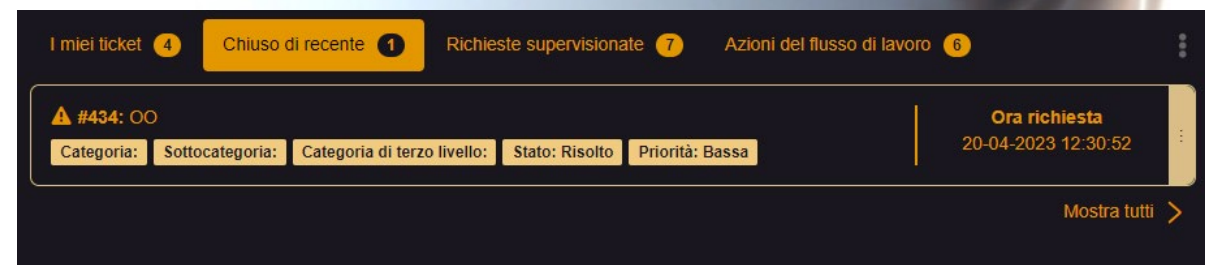 I miei ticket 4 Chiuso di recente 1 Richieste supervisionate 7 Azioni del flusso di lavoro 6
#434: OO
Categoria: Sottocategoria: Categoria di terzo livello: Stato: Risolto Priorità: Bassa
Ora richiesta
20-04-2023 12:30:52
Mostra tutti